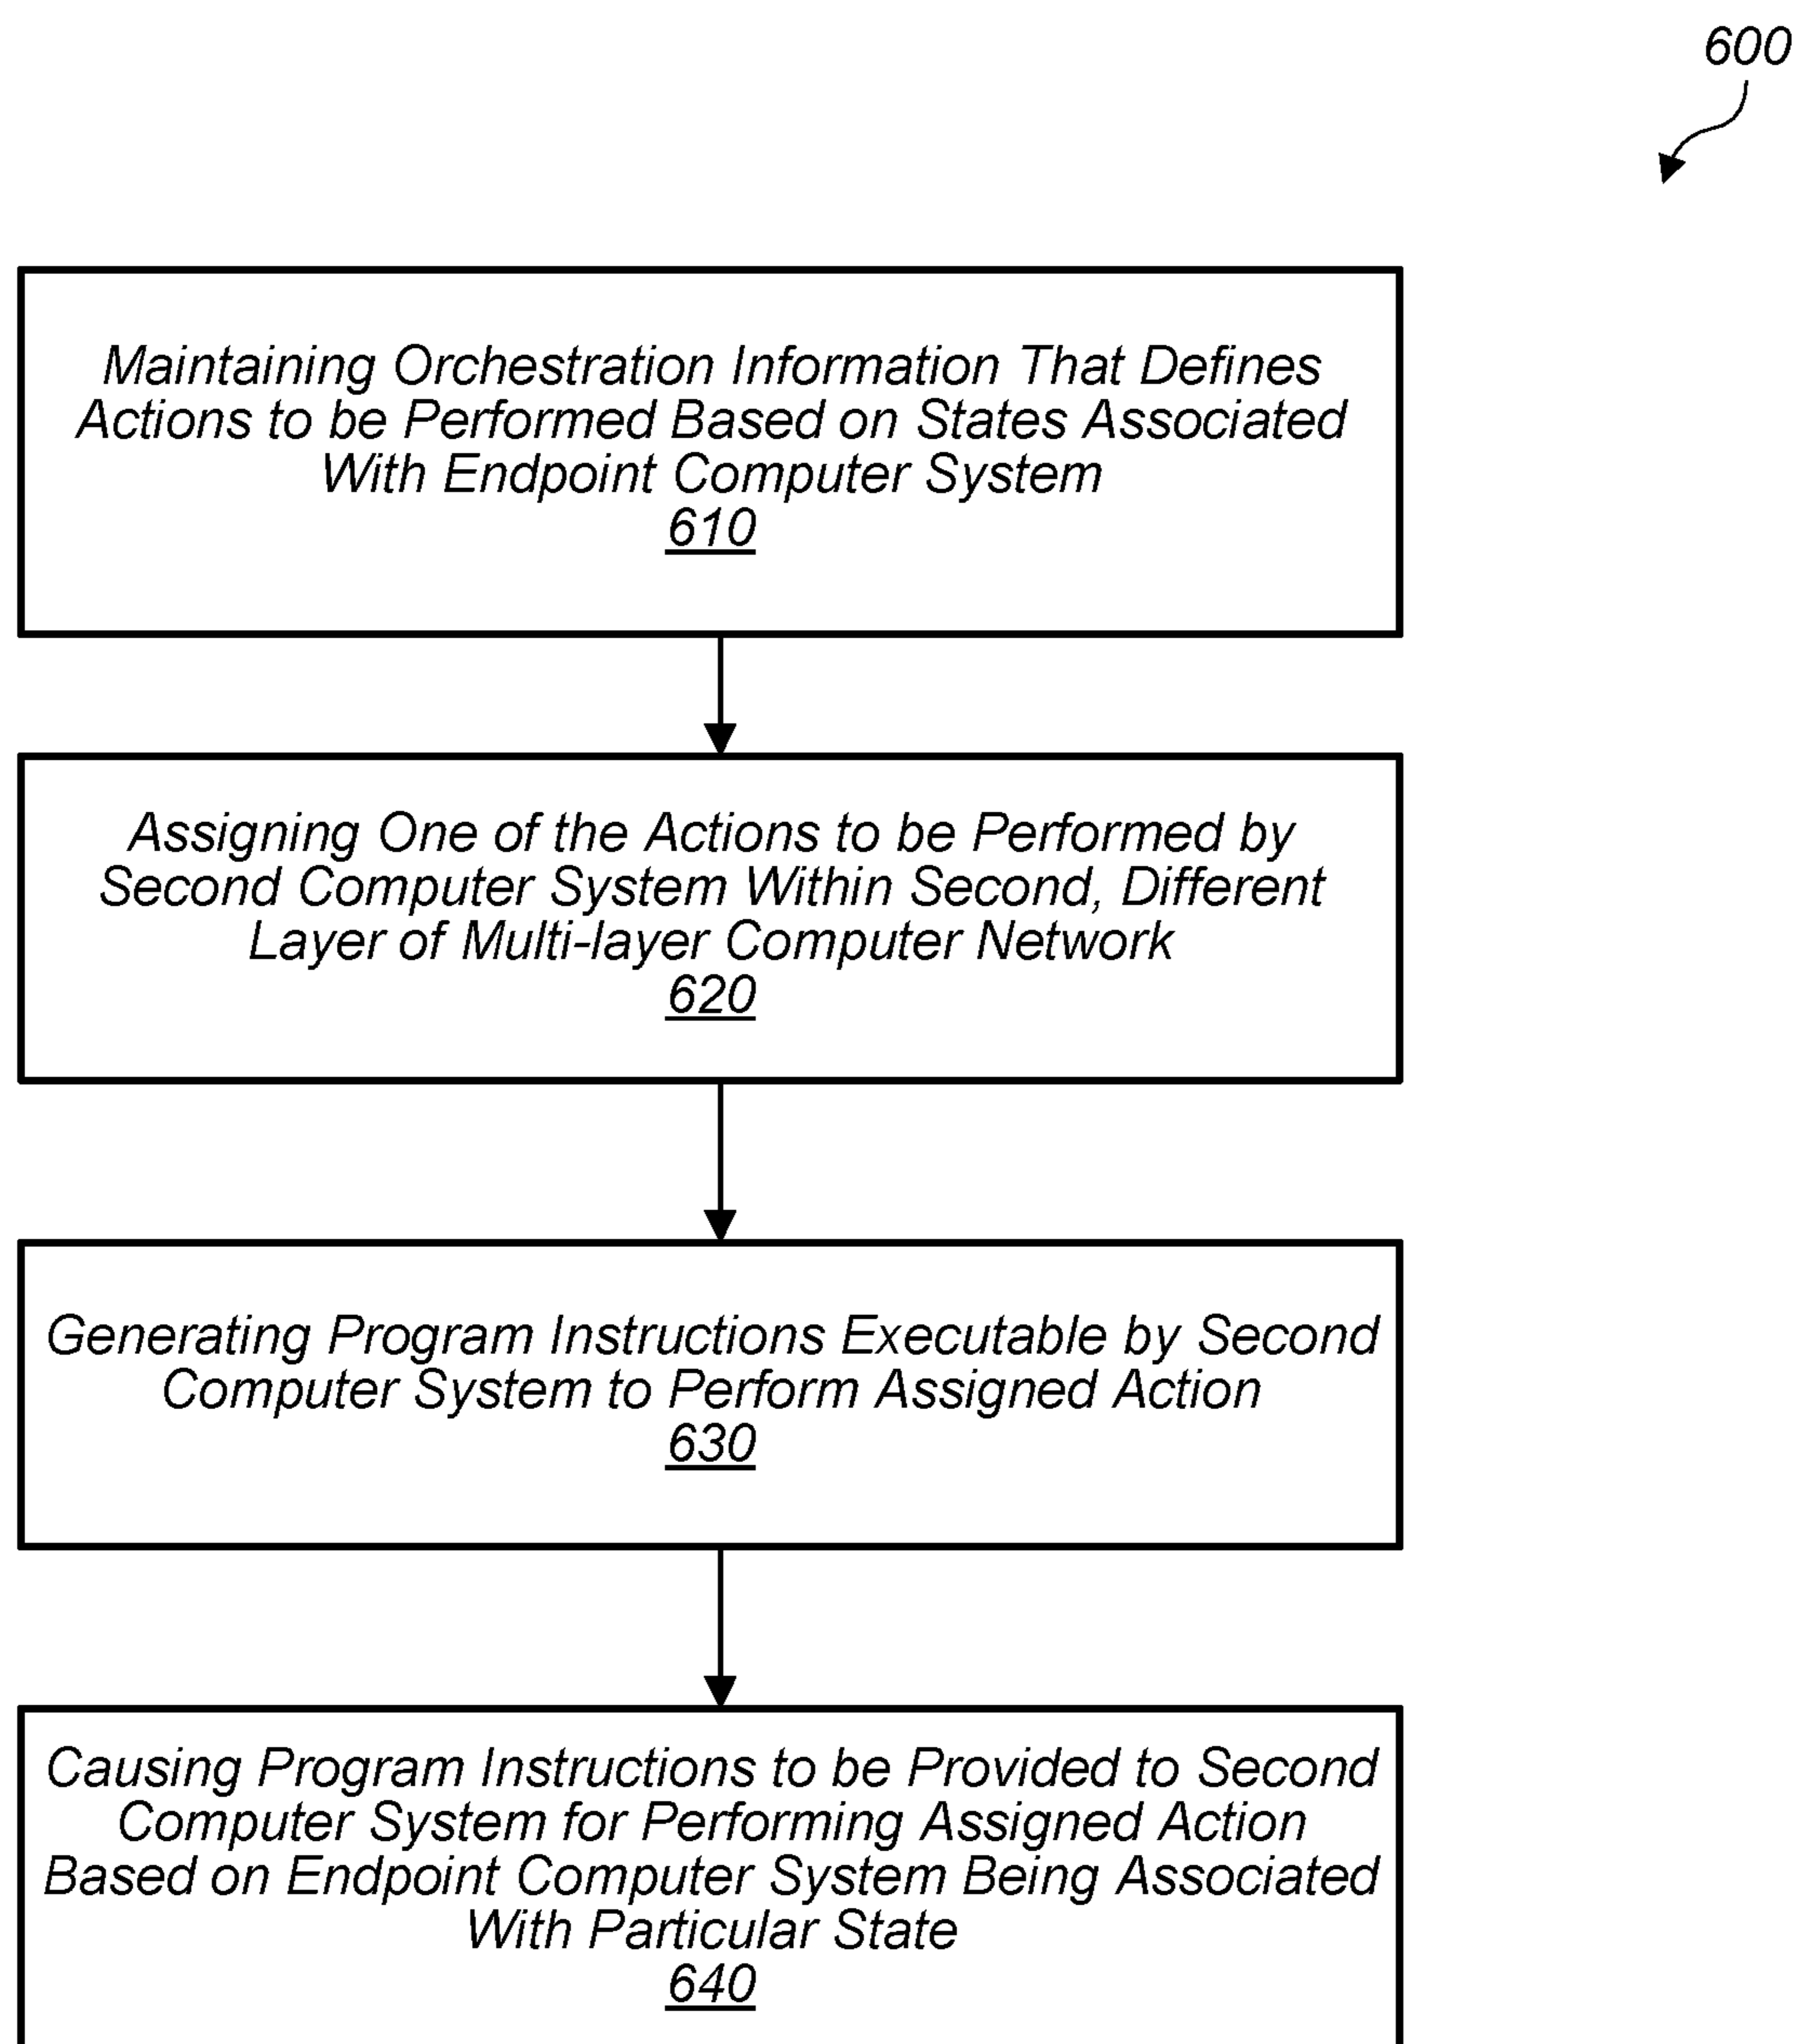 600
Maintaining Orchestration Information That Defines
Actions to be Performed Based on States Associated
With Endpoint Computer System
610
Assigning One of the Actions to be Performed by
Second Computer System Within Second, Different
Layer of Multi-layer Computer Network
620
Generating Program Instructions Executable by Second
Computer System to Perform Assigned Action
630
Causing Program Instructions to be Provided to Second
Computer System for Performing Assigned Action
Based on Endpoint Computer System Being Associated
With Particular State
640